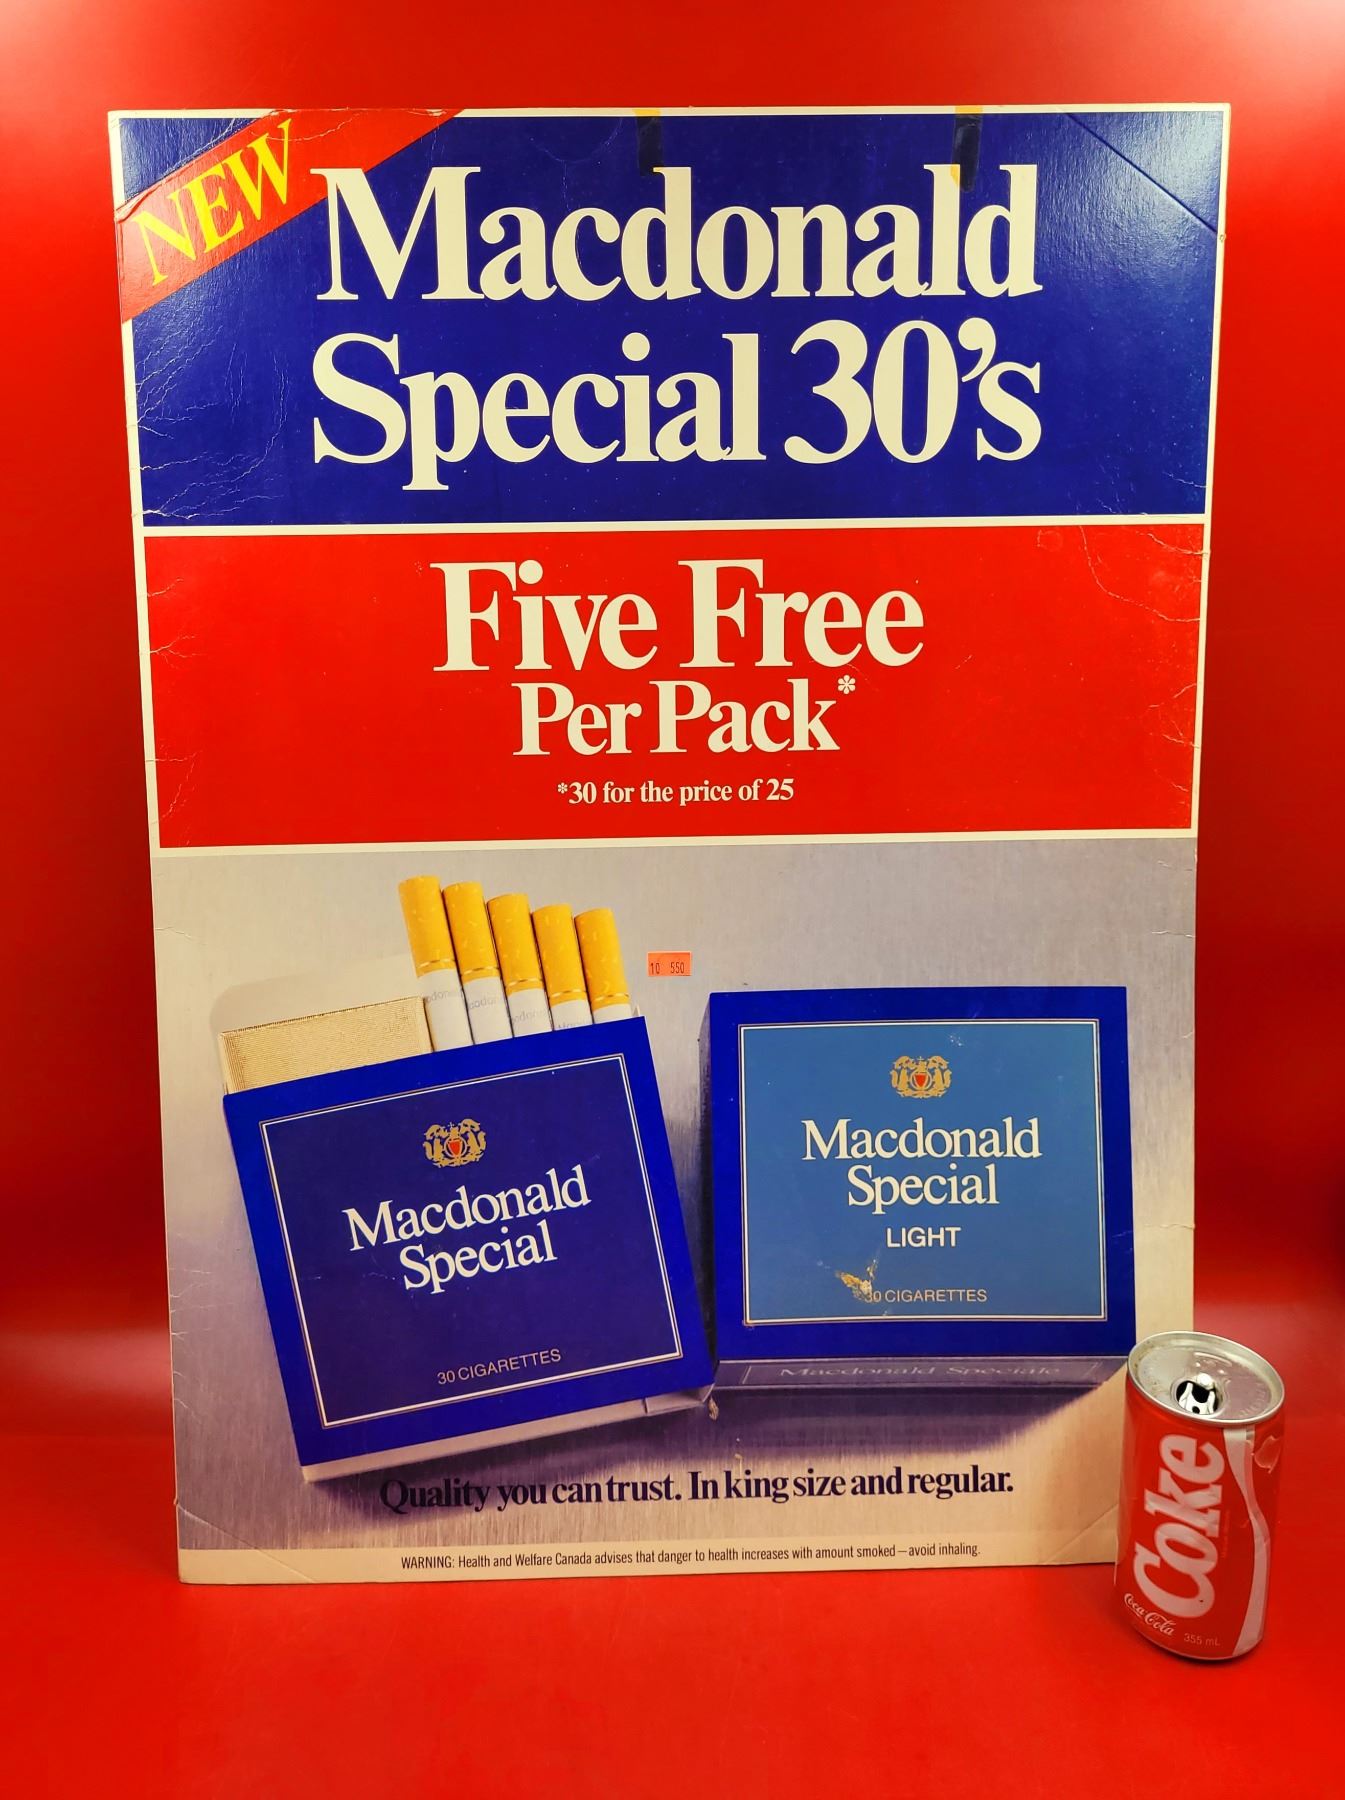 NEW
Macdonald
Special 30's
Five Free
Per Pack*
*30 for the price of 25
10 550
Macdonald
Special
30 CIGARETTES
Macdonald
Special
LIGHT
30 CIGARETTES
Macdonald Spéciale
Quality you can trust. In king size and regular.
WARNING: Health and Welfare Canada advises that danger to health increases with amount smoked—avoid inhaling.
Coke
Coca-Cola
355 mL